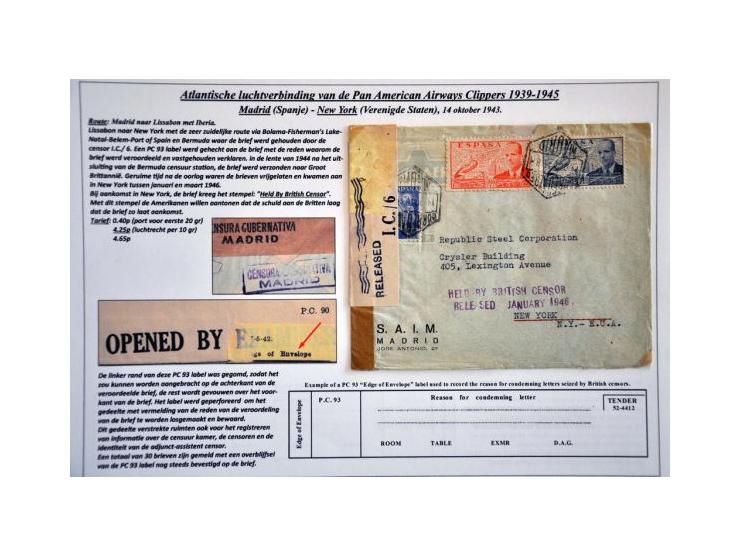 Atlantische luchtverbinding van de Pan American Airways Clippers 1939-1945
Madrid (Spanje) - New York (Verenigde Staten), 14 oktober 1943.
Route: Madrid naar Lissabon met Iberia.
Lissabon naar New York met de zeer zuidelijke route via Bolama-Fisherman's Lake-
Natal-Belem-Port of Spain en Bermuda waar de brief werd gehouden door de
censor I.C./ 6. Een PC 93 label werd gehecht aan de brief met de reden waarom de
brief werd veroordeeld en vastgehouden verklaren. in de lente van 1944 na het uit-
sluiting van de Bermuda censuur station, de brief werd verzonden naar Groot
Brittannië. Geruime tijd na de oorlog waren de brieven vrijgelaten en kwamen aan
in New York tussen januari en maart 1946.
Bij aankomst in New York, de brief kreeg het stempel: "Held By British Censor".
Met dit stempel de Amerikanen willen aantonen dat de schuld aan de Britten laag
dat de brief zo laat aankomst.
Tarief: 0.40p (port voor eerste 20 gr)
4.25p (luchtrecht per 10 gr)
4.65p
NSURA GUBERNATIVA
MADRID
CENSURA GUBERNATIVA
MADRID
P.C. 90
OPENED BY E
-5-42.
ge of Envelope
De linker rand van deze PC 93 label was gegomd, zodat het
zou kunnen worden aangebracht op de achterkant van de
veroordeelde brief, de rest wordt gevouwen over het voor-
kant van de brief. Het label werd geperforeerd om het
gedeelte met vermelding van de reden van de veroordeling
van de brief te worden losgemaakt en bewaard.
Dit gedeelte verstrekte ruimten ook voor het registreren
van informatie over de censuur kamer, de censoren en de
identiteit van de adjunct-assistent censor.
Een totaal van 30 brieven zijn gemeld met een overblijfsel
van de PC 93 label nog steeds bevestigd op de brief.
RELEASED I.C./6
ESPAÑA
Republic Steel Corporation
Crysler Building
405, Lexington Avenue
HELD BY BRITISH CENSOR
RELEASED JANUARY 1946.
NEW YORK
N.Y.- E.U.A.
S. A. I. M.
MADRID
JOSE ANTONIO, 27
Example of a PC 93 "Edge of Envelope" label used to record the reason for condemning letters seized by British censors.
Edge of Envelope
P.C. 93
Reason for condemning letter
TENDER
52-4412
ROOM TABLE EXMR D.A.G.